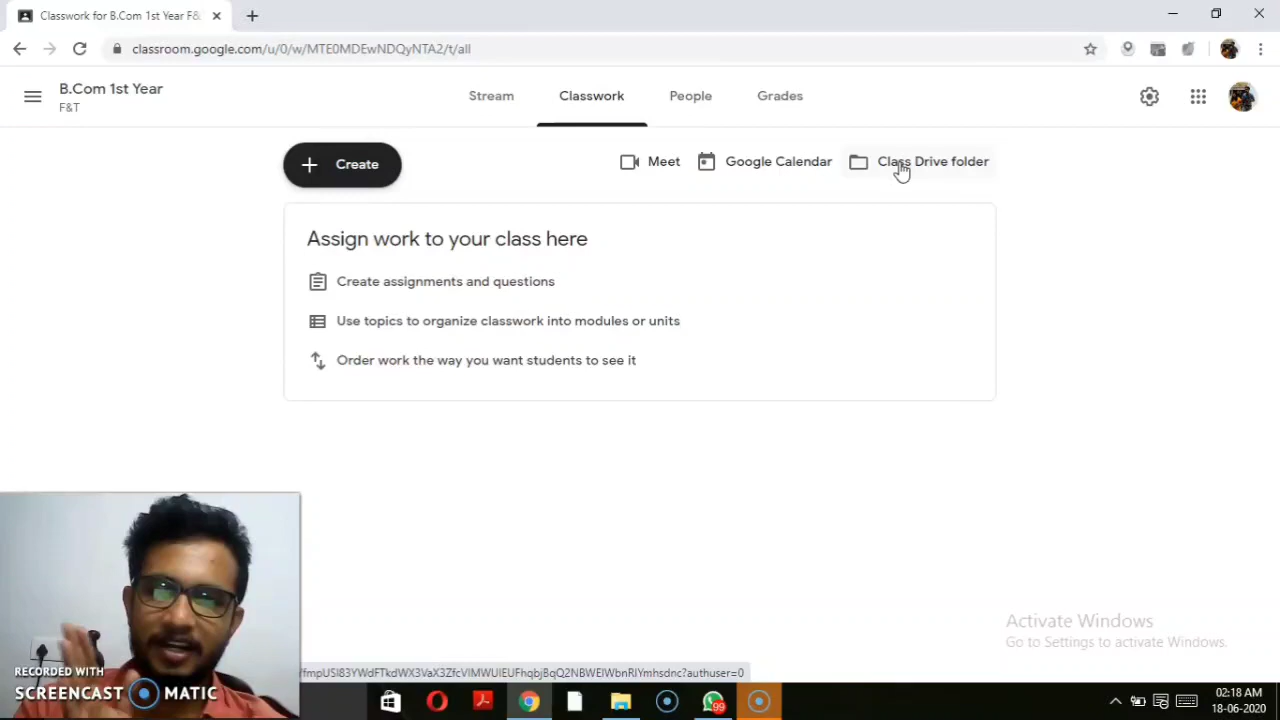 Classwork for B.Com 1st Year F&
classroom.google.com/u/0/w/MTE0MDEwNDQyNTA2/t/all
B.Com 1st Year
F&T
Stream
Classwork
People
Grades
Create
Meet
Google Calendar
Class Drive folder
Assign work to your class here
Create assignments and questions
Use topics to organize classwork into modules or units
Order work the way you want students to see it
Activate Windows
Go to Settings to activate Windows.
RECORDED WITH
SCREENCAST MATIC
99
02:18 AM
18-06-2020